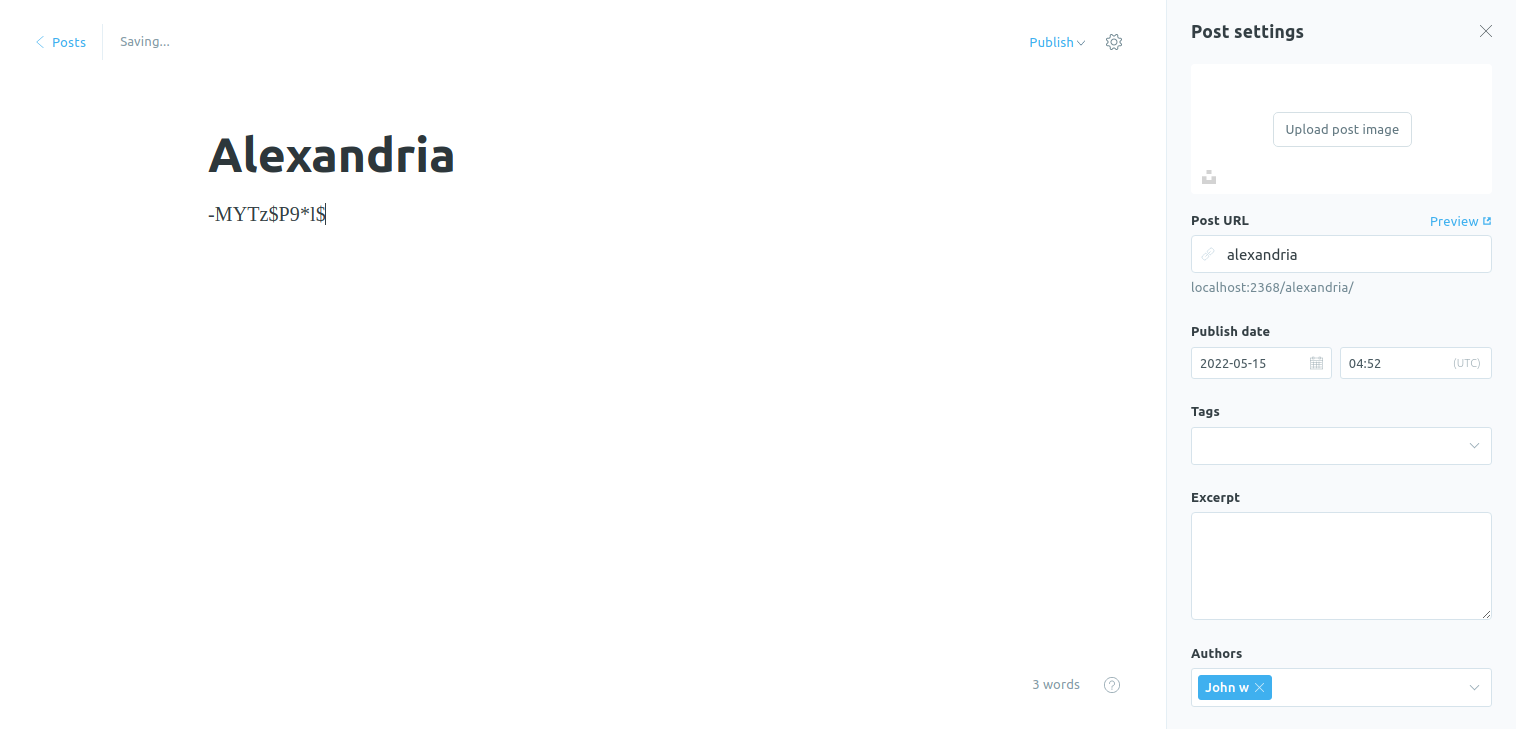 Posts
Saving...
Publish
Alexandria
-MYTz$P9*l$
3 words
Post settings
Upload post image
Post URL
Preview
alexandria
localhost:2368/alexandria/
Publish date
2022-05-15
04:52
(UTC)
Tags
Excerpt
Authors
John w